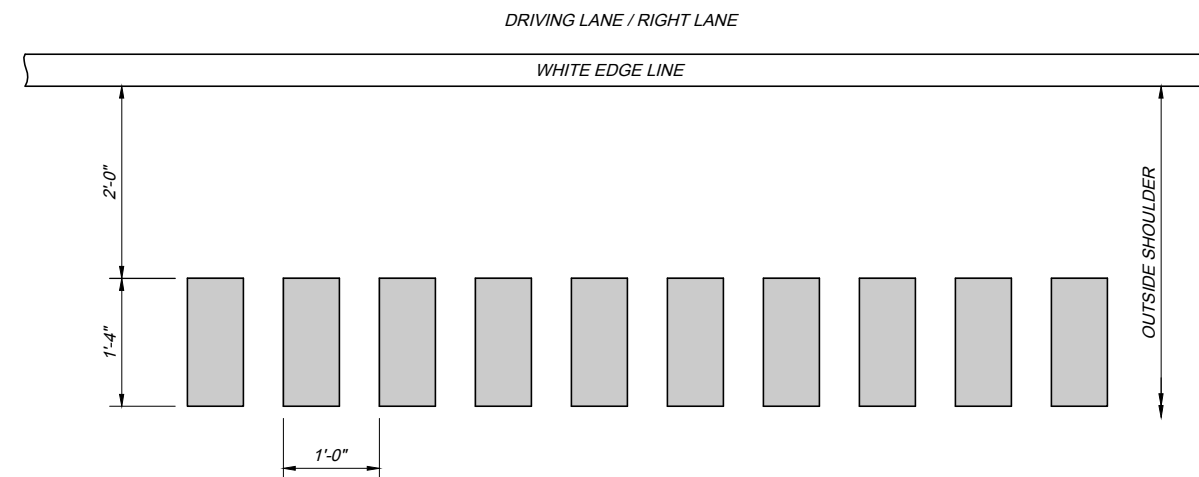 DRIVING LANE / RIGHT LANE
WHITE EDGE LINE
2'-0"
OUTSIDE SHOULDER
1'-4"
1'-0"